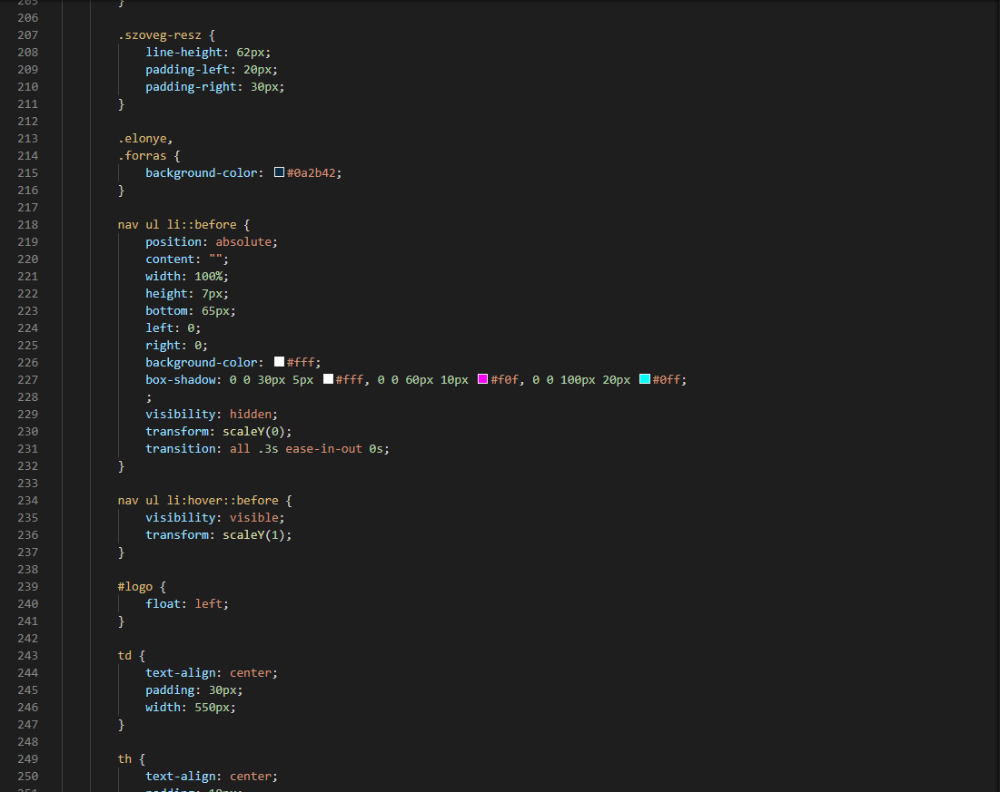 205 }
206
207 .szoveg-resz {
208 line-height: 62px;
209 padding-left: 20px;
210 padding-right: 30px;
211 }
212
213 .elonye,
214 .forras {
215 background-color: #0a2b42;
216 }
217
218 nav ul li::before {
219 position: absolute;
220 content: "";
221 width: 100%;
222 height: 7px;
223 bottom: 65px;
224 left: 0;
225 right: 0;
226 background-color: #fff;
227 box-shadow: 0 0 30px 5px #fff, 0 0 60px 10px #f0f, 0 0 100px 20px #0ff;
228 ;
229 visibility: hidden;
230 transform: scaleY(0);
231 transition: all .3s ease-in-out 0s;
232 }
233
234 nav ul li:hover::before {
235 visibility: visible;
236 transform: scaleY(1);
237 }
238
239 #logo {
240 float: left;
241 }
242
243 td {
244 text-align: center;
245 padding: 30px;
246 width: 550px;
247 }
248
249 th {
250 text-align: center;